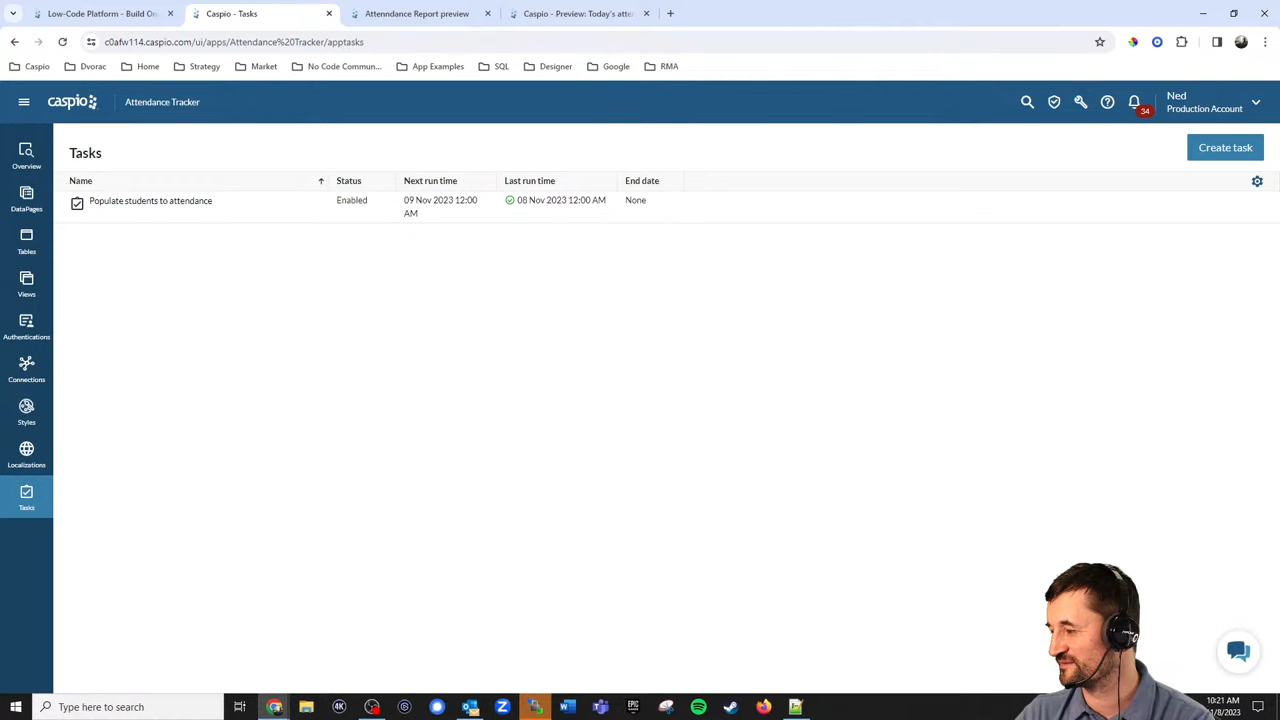 Low-Code Platform - Build On
Caspio - Tasks
Attenndance Report preview
Caspio - Preview: Today's atte
c0afw114.caspio.com/ui/apps/Attendance%20Tracker/apptasks
Caspio
Dvorac
Home
Strategy
Market
No Code Commun...
App Examples
SQL
Designer
Google
RMA
caspio
Attendance Tracker
34
Ned
Production Account
Overview
DataPages
Tables
Views
Authentications
Connections
Styles
Localizations
Tasks
Tasks
Create task
Name
Status
Next run time
Last run time
End date
Populate students to attendance
Enabled
09 Nov 2023 12:00
AM
08 Nov 2023 12:00 AM
None
Type here to search
4K
EPIC
10:21 AM
11/8/2023